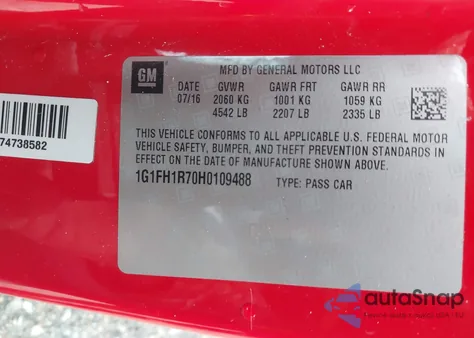 GM
MFD BY GENERAL MOTORS LLC
DATE GVWR GAWR FRT GAWR RR
07/16 2060 KG 1001 KG 1059 KG
4542 LB 2207 LB 2335 LB
THIS VEHICLE CONFORMS TO ALL APPLICABLE U.S. FEDERAL MOTOR
VEHICLE SAFETY, BUMPER, AND THEFT PREVENTION STANDARDS IN
EFFECT ON THE DATE OF MANUFACTURE SHOWN ABOVE.
1G1FH1R70H0109488 TYPE: PASS CAR
74738582
autoSnap